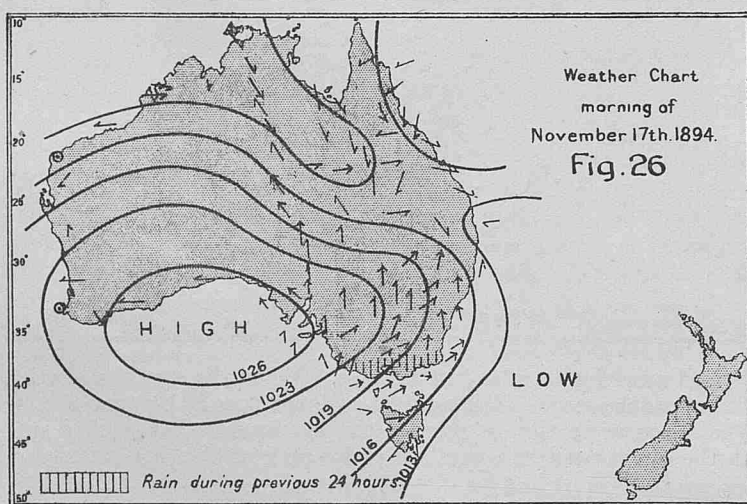 10°
15°
20°
25°
30°
35°
40°
45°
50°
Weather Chart
morning of
November 17th.1894.
Fig.26
HIGH
LOW
1026
1023
1019
1016
1013
Rain during previous 24 hours.